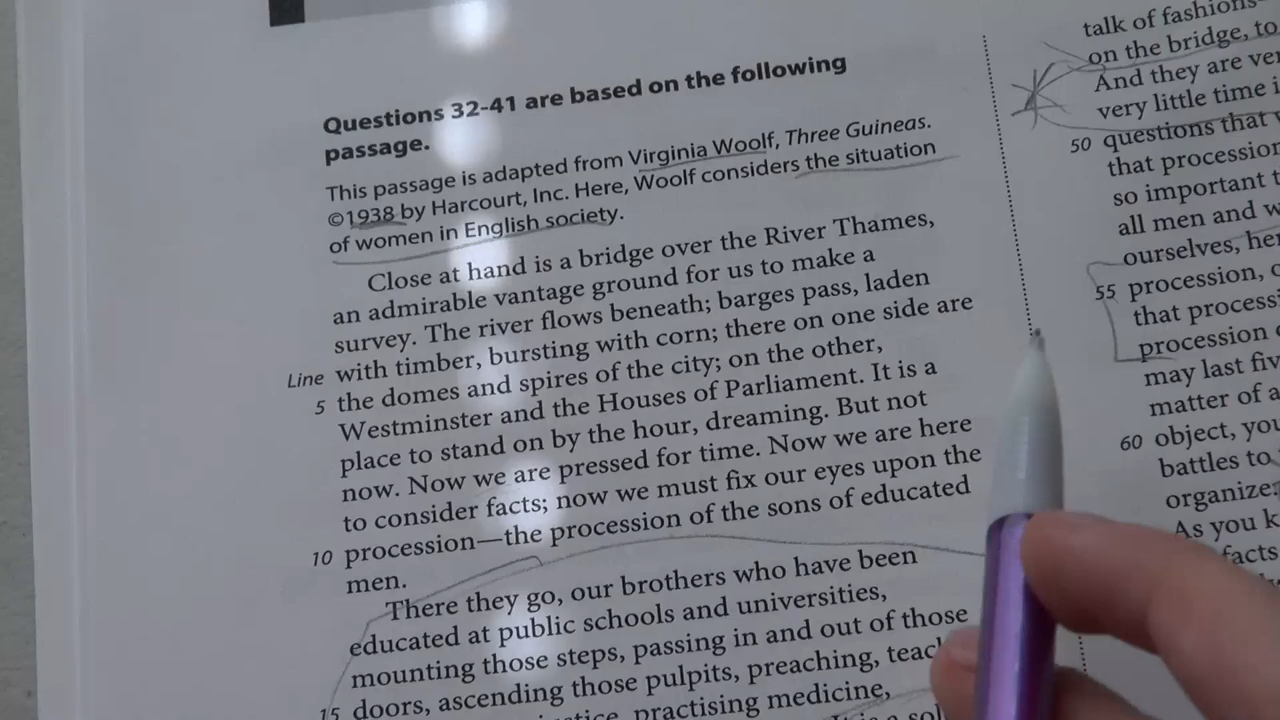 Questions 32-41 are based on the following
passage.
This passage is adapted from Virginia Woolf, Three Guineas.
©1938 by Harcourt, Inc. Here, Woolf considers the situation
of women in English society.
Close at hand is a bridge over the River Thames,
an admirable vantage ground for us to make a
survey. The river flows beneath; barges pass, laden
Line with timber, bursting with corn; there on one side are
5 the domes and spires of the city; on the other,
Westminster and the Houses of Parliament. It is a
place to stand on by the hour, dreaming. But not
now. Now we are pressed for time. Now we are here
to consider facts; now we must fix our eyes upon the
10 procession—the procession of the sons of educated
men.
There they go, our brothers who have been
educated at public schools and universities,
mounting those steps, passing in and out of those
15 doors, ascending those pulpits, preaching,
practising medicine,
talk of fashions
on the bridge, to
And they are
very little time
50 questions that
that procession
so important
all men and
ourselves,
55 procession,
that
procession
may last
matter of a
60 object, you
battles to
As you
facts